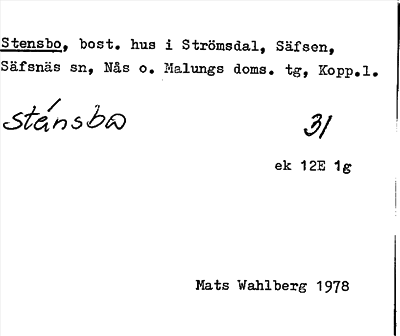 Stensbo, bost. hus i Strömsdal, Säfsen,
Säfsnäs sn, Nås o. Malungs doms. tg, Kopp.l.
sténsbω 31
ek 12E 1g
Mats Wahlberg 1978